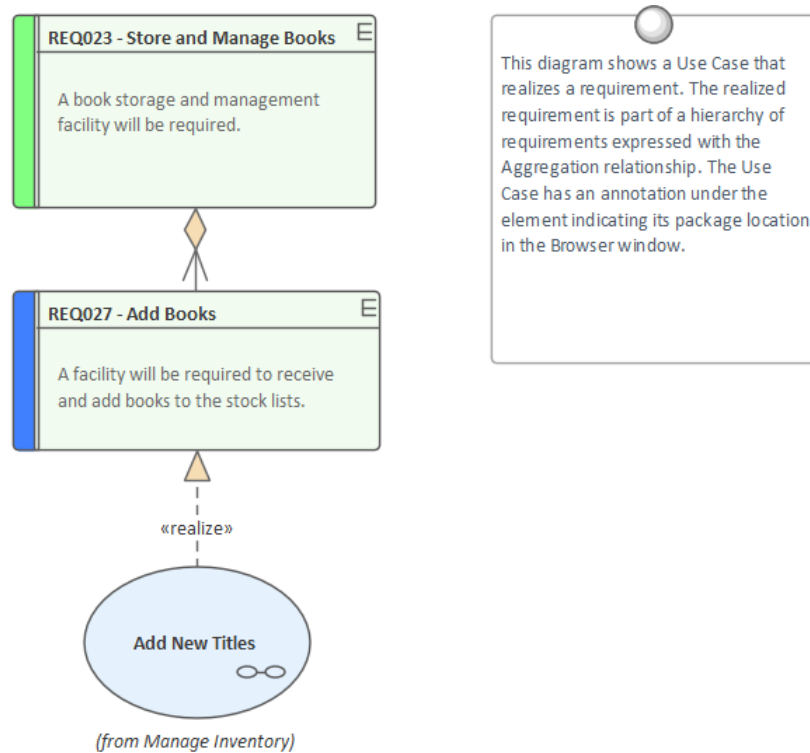 REQ023 - Store and Manage Books
A book storage and management
facility will be required.
REQ027 - Add Books
A facility will be required to receive
and add books to the stock lists.
«realize»
Add New Titles
(from Manage Inventory)
This diagram shows a Use Case that
realizes a requirement. The realized
requirement is part of a hierarchy of
requirements expressed with the
Aggregation relationship. The Use
Case has an annotation under the
element indicating its package location
in the Browser window.